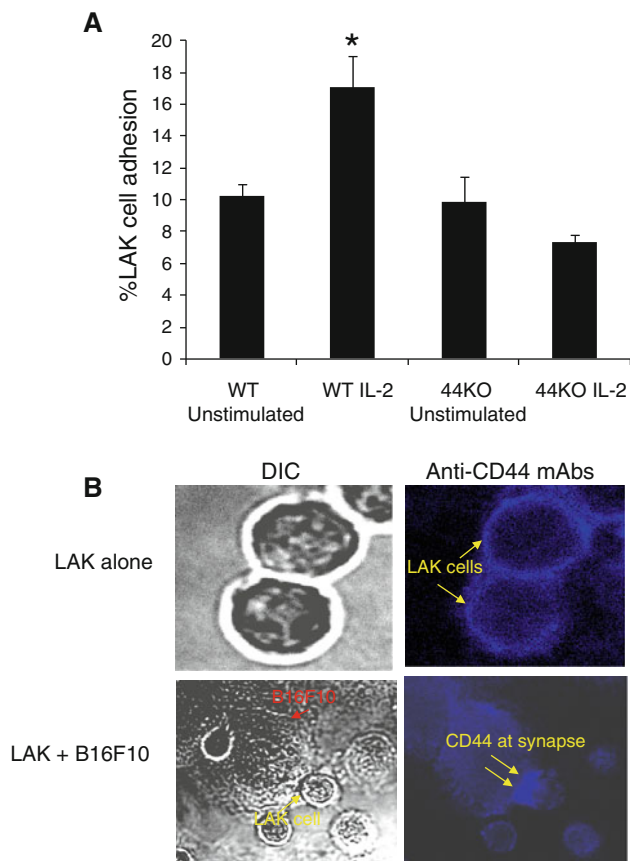 A
%LAK cell adhesion
20
18
16
14
12
10
8
6
4
2
0
*
WT
Unstimulated
WT IL-2
44KO
Unstimulated
44KO IL-2
B
DIC
Anti-CD44 mAbs
LAK alone
LAK cells
LAK + B16F10
B16F10
LAK cell
CD44 at synapse